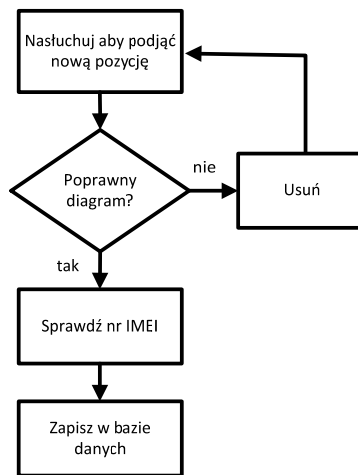 Nasłuchuj aby podjąć
nową pozycję
Poprawny
diagram?
nie
Usuń
tak
Sprawdź nr IMEI
Zapisz w bazie
danych